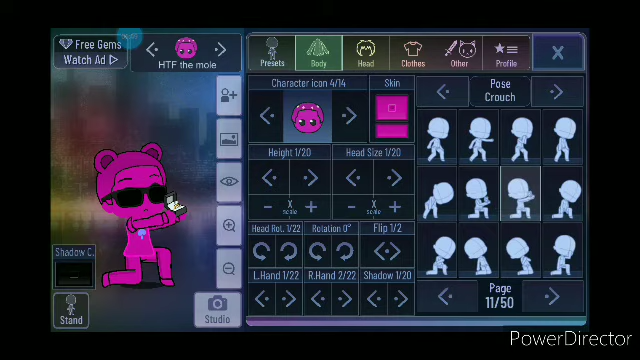 Free Gems
Watch Ad
HTF the mole
Presets
Body
Head
Clothes
Other
Profile
X
Character icon 4/14
Skin
Pose
Crouch
Height 1/20
Head Size 1/20
X
scale
X
scale
Head Rot. 1/22
Rotation 0°
Flip 1/2
L.Hand 1/22
R.Hand 2/22
Shadow 1/20
Shadow C.
Stand
Studio
Page
11/50
PowerDirector